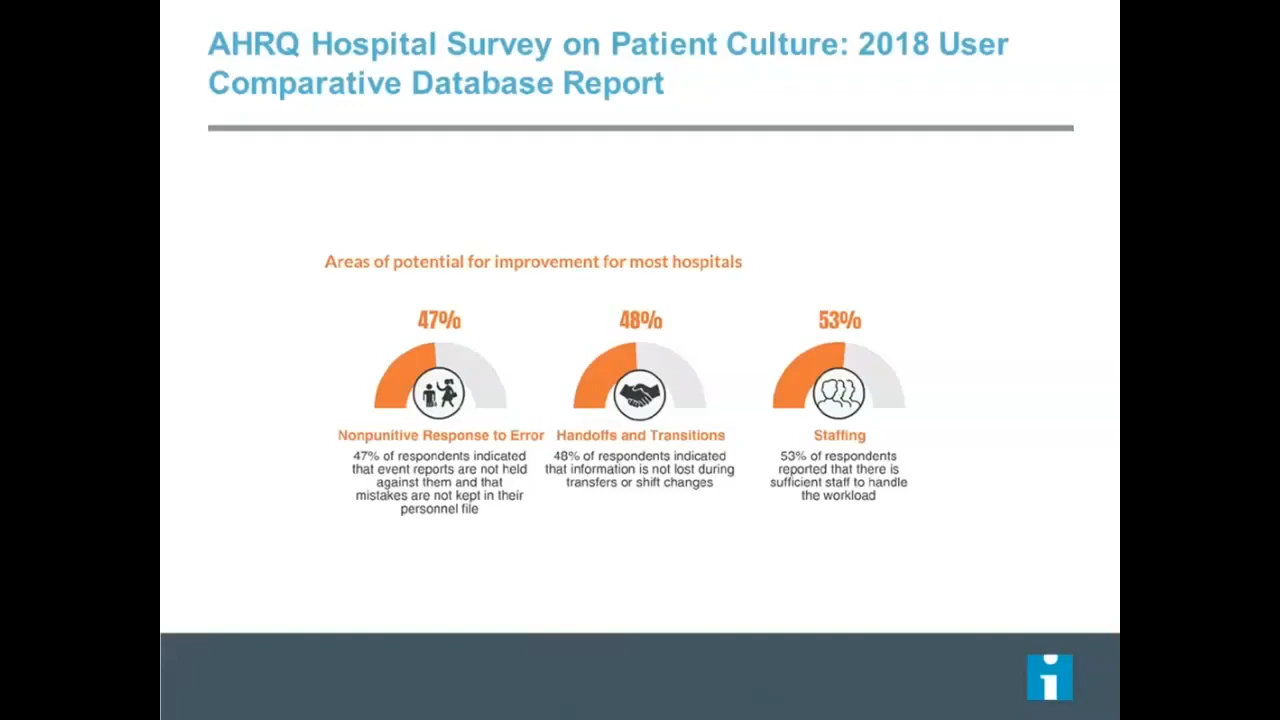 AHRQ Hospital Survey on Patient Culture: 2018 User
Comparative Database Report
Areas of potential for improvement for most hospitals
47%
Nonpunitive Response to Error
47% of respondents indicated
that event reports are not held
against them and that
mistakes are not kept in their
personnel file
48%
Handoffs and Transitions
48% of respondents indicated
that information is not lost during
transfers or shift changes
53%
Staffing
53% of respondents
reported that there is
sufficient staff to handle
the workload